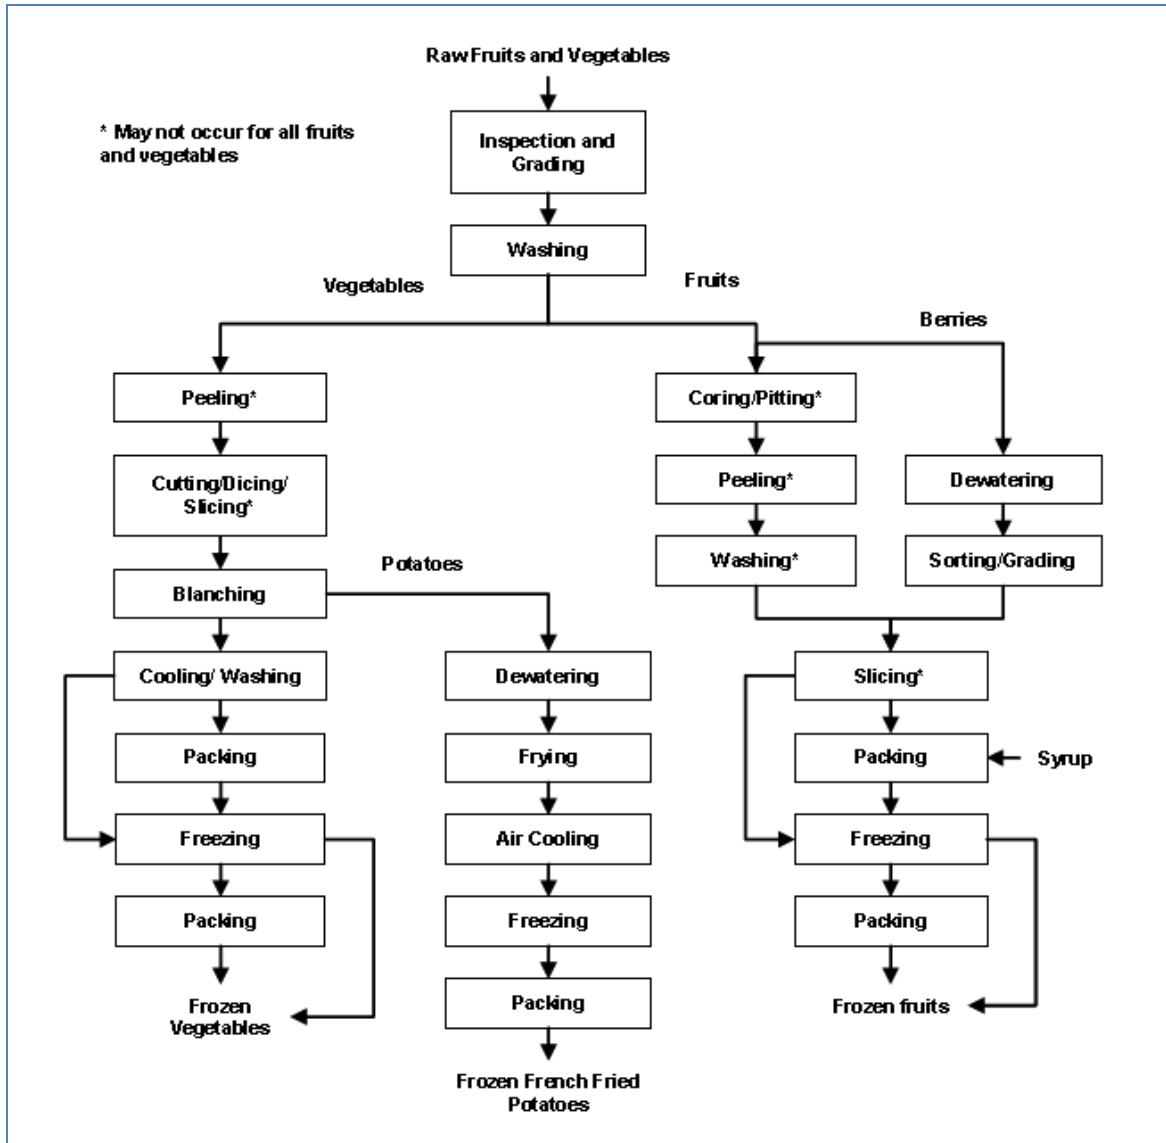 Raw Fruits and Vegetables
* May not occur for all fruits
and vegetables
Inspection and
Grading
Washing
Vegetables
Fruits
Berries
Peeling*
Cutting/Dicing/
Slicing*
Blanching
Potatoes
Cooling/ Washing
Packing
Freezing
Packing
Frozen
Vegetables
Dewatering
Frying
Air Cooling
Freezing
Packing
Frozen French Fried
Potatoes
Coring/Pitting*
Peeling*
Washing*
Dewatering
Sorting/Grading
Slicing*
Packing
Syrup
Freezing
Packing
Frozen fruits